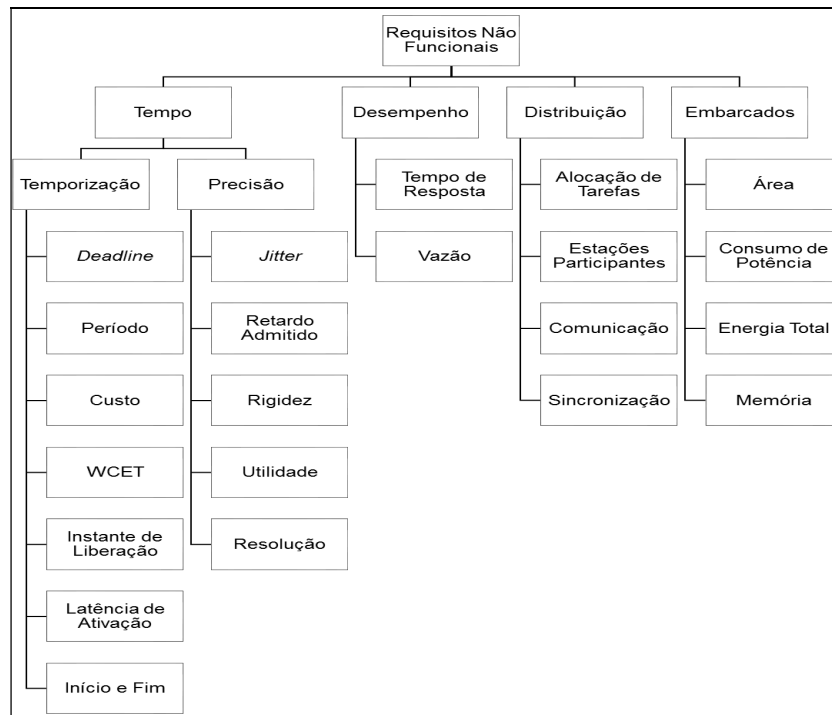 Requisitos Não
Funcionais
Tempo
Desempenho
Distribuição
Embarcados
Temporização
Precisão
Tempo de
Resposta
Alocação de
Tarefas
Área
Deadline
Jitter
Vazão
Estações
Participantes
Consumo de
Potência
Período
Retardo
Admitido
Comunicação
Energia Total
Custo
Rigidez
Sincronização
Memória
WCET
Utilidade
Instante de
Liberação
Resolução
Latência de
Ativação
Início e Fim